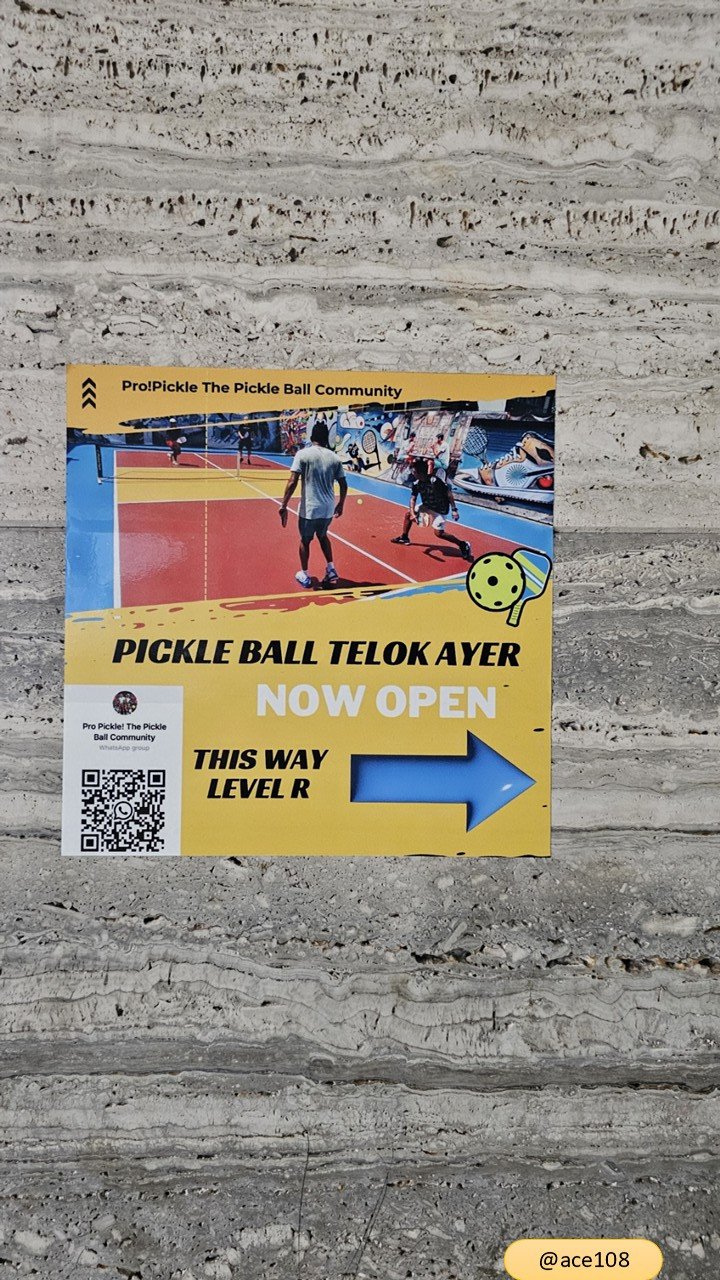 Pro!Pickle The Pickle Ball Community
PICKLE BALL TELOK AYER
NOW OPEN
Pro Pickle! The Pickle
Ball Community
WhatsApp group
THIS WAY
LEVEL R
@ace108